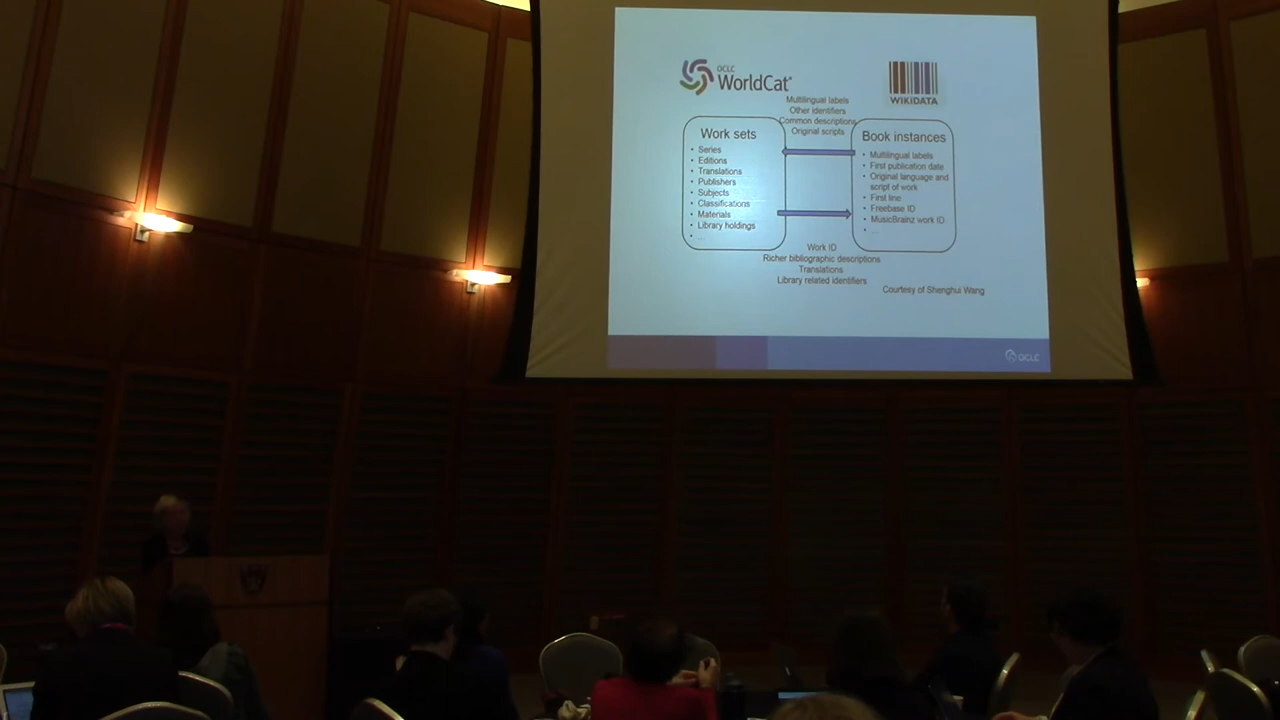 OCLC
WorldCat
WIKIDATA
Multilingual labels
Other identifiers
Common descriptions
Original scripts
Work sets
• Series
• Editions
• Translations
• Publishers
• Subjects
• Classifications
• Materials
• Library holdings
• ...
Book instances
• Multilingual labels
• First publication date
• Original language and
script of work
• First line
• Freebase ID
• MusicBrainz work ID
• ...
Work ID
Richer bibliographic descriptions
Translations
Library related identifiers
Courtesy of Shenghui Wang
OCLC